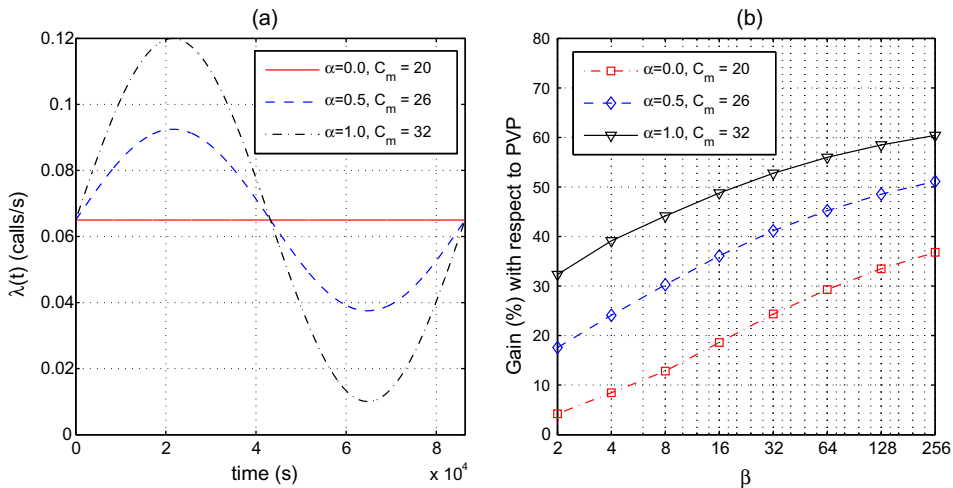 (a)
λ(t) (calls/s)
0.12
0.1
0.08
0.06
0.04
0.02
0
α=0.0, C_m = 20
α=0.5, C_m = 26
α=1.0, C_m = 32
0 2 4 6 8
x 10^4
time (s)
(b)
Gain (%) with respect to PVP
80
70
60
50
40
30
20
10
0
α=0.0, C_m = 20
α=0.5, C_m = 26
α=1.0, C_m = 32
2 4 8 16 32 64 128 256
β